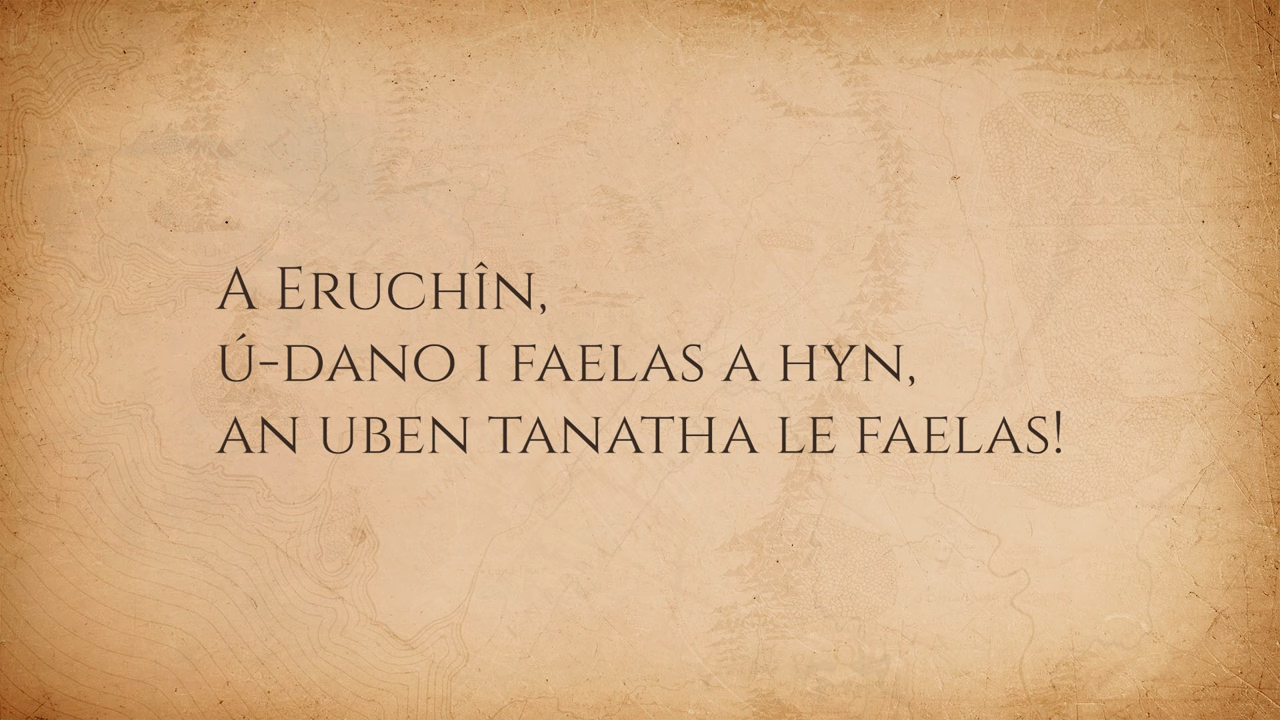 A Eruchîn,
Ú-dano i faelas a hyn,
an uben tanatha le faelas!